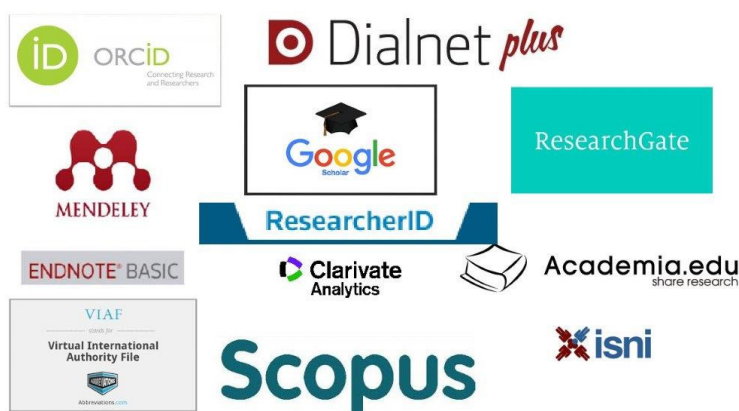 iD ORCiD
Connecting Research
and Researchers
Dialnet plus
Google
Scholar
ResearchGate
MENDELEY
ResearcherID
ENDNOTE® BASIC
Clarivate
Analytics
Academia.edu
share research
VIAF
stands for
Virtual International
Authority File
ABBREVIATIONS
Abbreviations.com
Scopus
isni